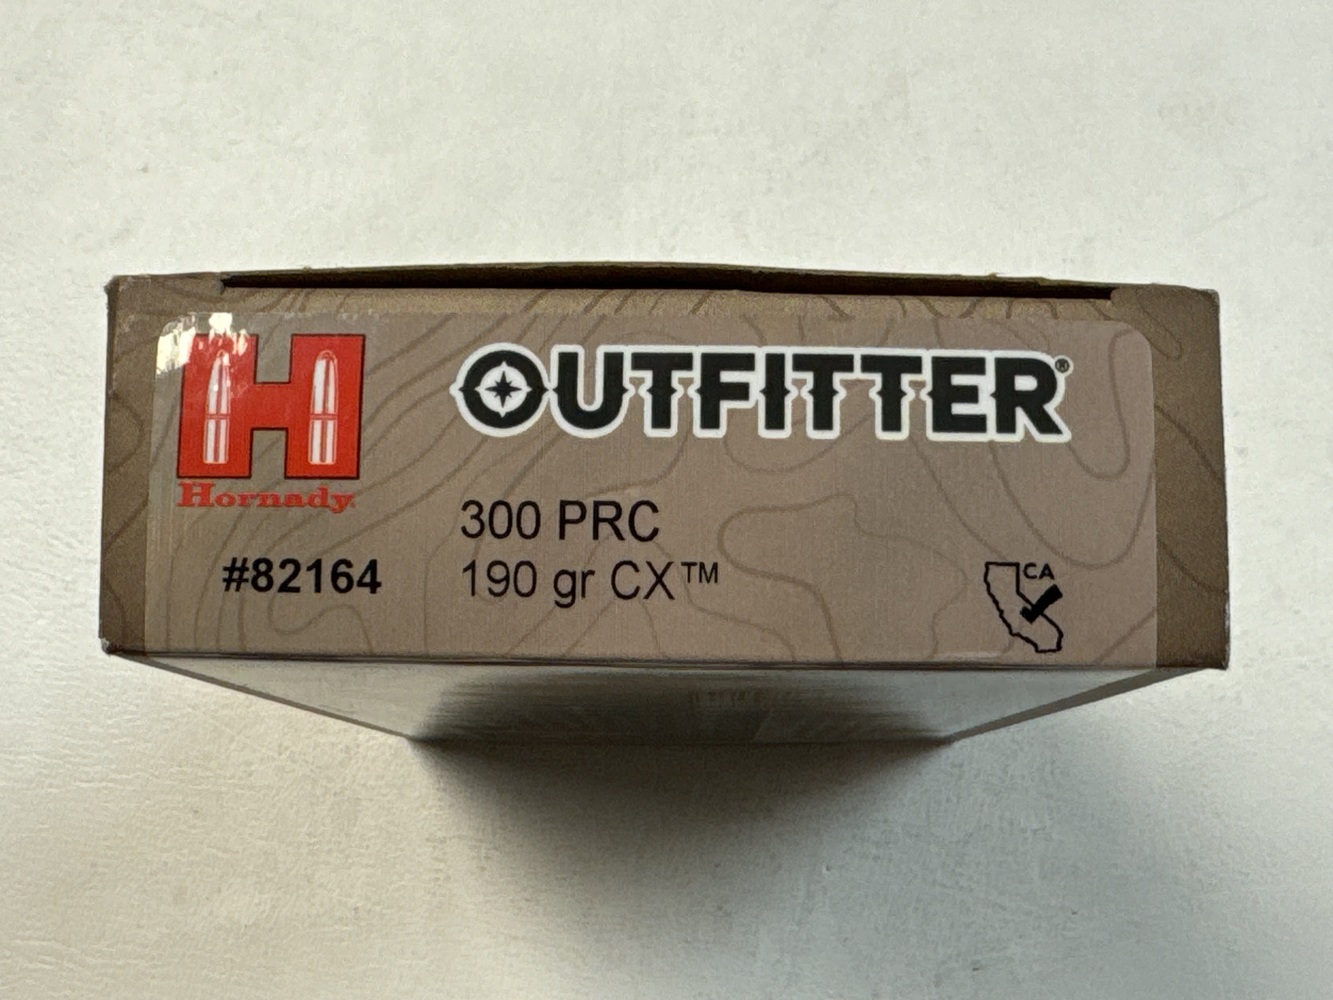 OUTFITTER®
Hornady
300 PRC
#82164
190 gr CX™
CA